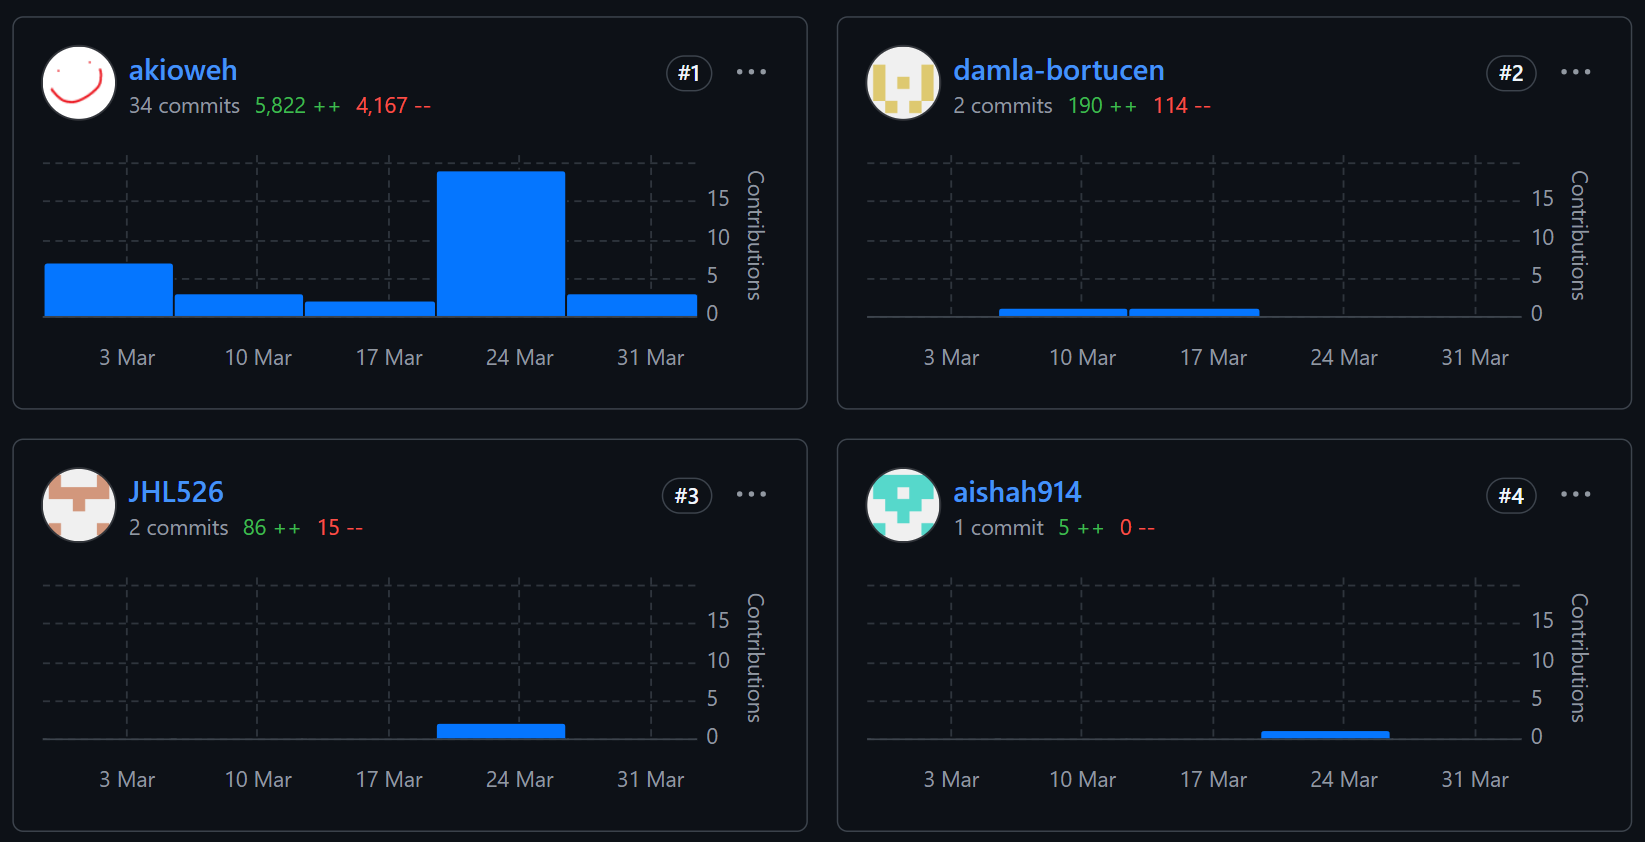 akioweh
#1
34 commits 5,822 ++ 4,167 --
15
10
5
0
Contributions
3 Mar 10 Mar 17 Mar 24 Mar 31 Mar
damla-bortucen
#2
2 commits 190 ++ 114 --
15
10
5
0
Contributions
3 Mar 10 Mar 17 Mar 24 Mar 31 Mar
JHL526
#3
2 commits 86 ++ 15 --
15
10
5
0
Contributions
3 Mar 10 Mar 17 Mar 24 Mar 31 Mar
aishah914
#4
1 commit 5 ++ 0 --
15
10
5
0
Contributions
3 Mar 10 Mar 17 Mar 24 Mar 31 Mar